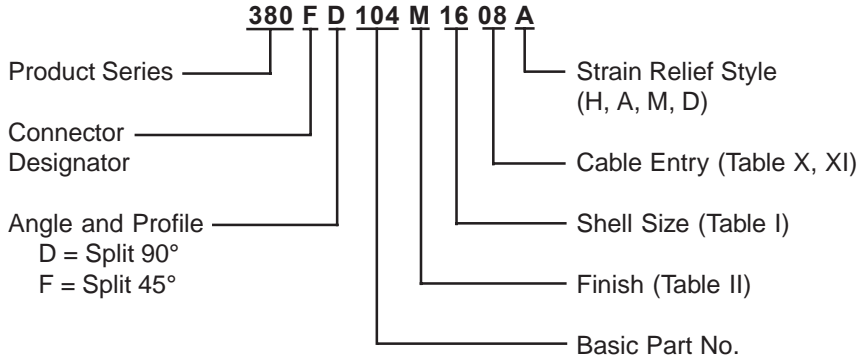 380 F D 104 M 16 08 A
Product Series
Connector
Designator
Angle and Profile
D = Split 90°
F = Split 45°
Strain Relief Style
(H, A, M, D)
Cable Entry (Table X, XI)
Shell Size (Table I)
Finish (Table II)
Basic Part No.